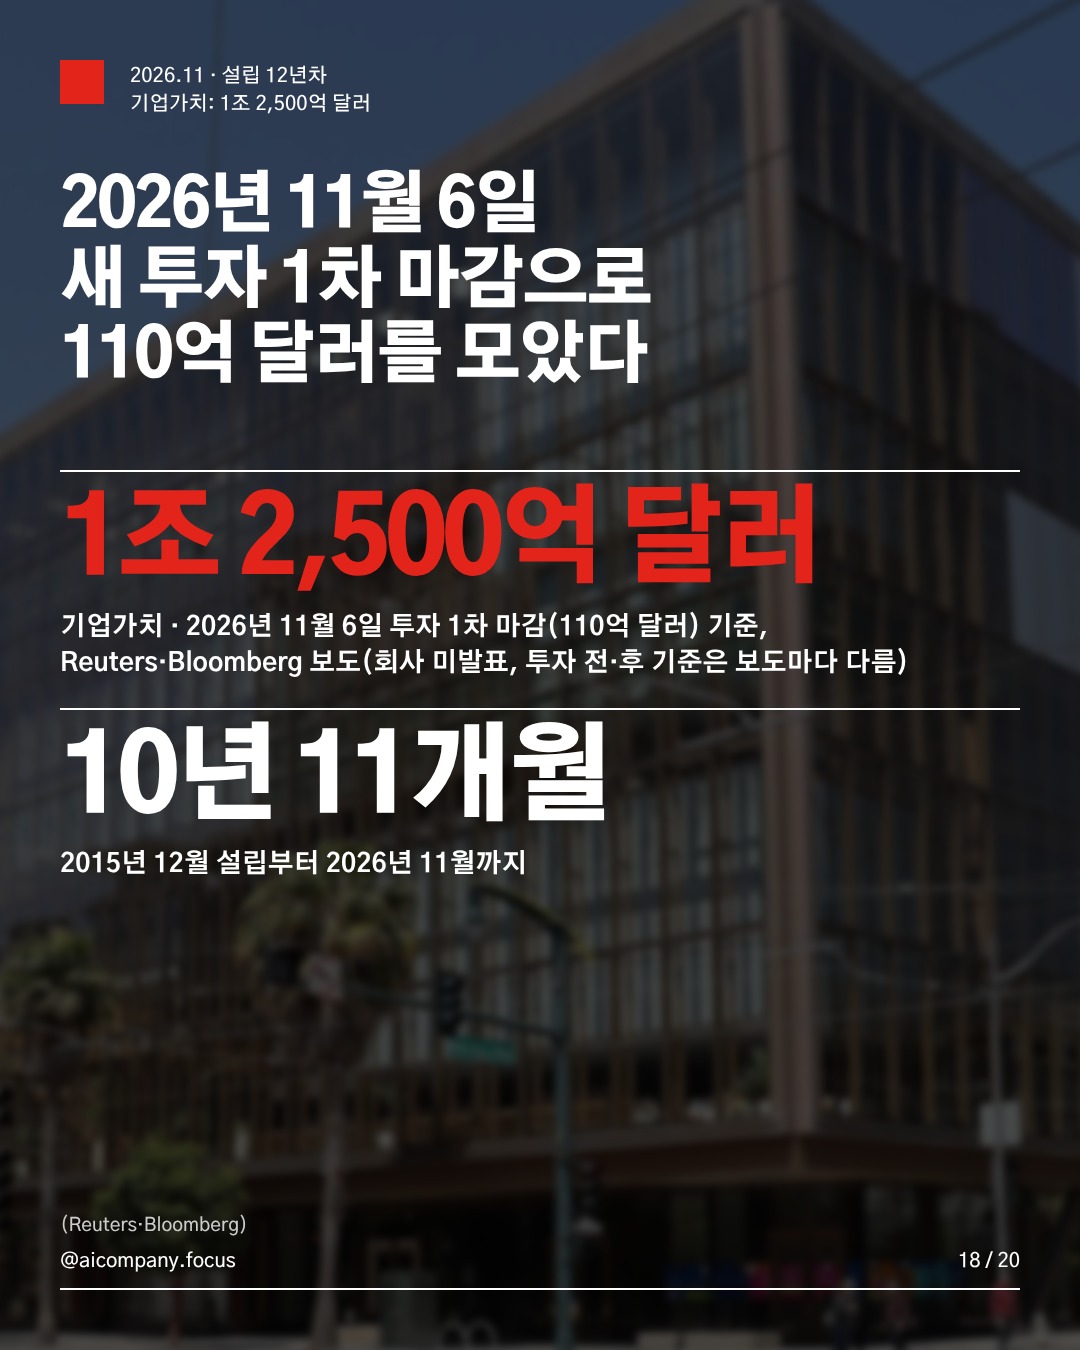 2026.11 · 설립 12년차
기업가치: 1조 2,500억 달러
2026년 11월 6일
새 투자 1차 마감으로
110억 달러를 모았다
1조 2,500억 달러
기업가치 · 2026년 11월 6일 투자 1차 마감(110억 달러) 기준,
Reuters·Bloomberg 보도(회사 미발표, 투자 전·후 기준은 보도마다 다름)
10년 11개월
2015년 12월 설립부터 2026년 11월까지
(Reuters·Bloomberg)
@aicompany.focus
18 / 20